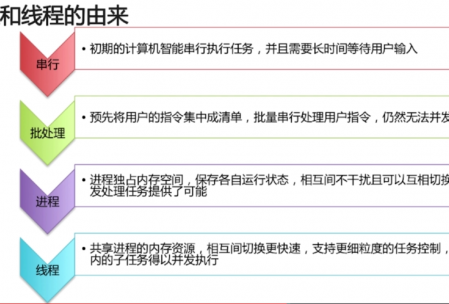 和线程的由来
串行
• 初期的计算机智能串行执行任务，并且需要长时间等待用户输入
批处理
• 预先将用户的指令集中成清单，批量串行处理用户指令，仍然无法并发
进程
• 进程独占内存空间，保存各自运行状态，相互间不干扰且可以互相切换
发处理任务提供了可能
线程
• 共享进程的内存资源，相互间切换更快速，支持更细粒度的任务控制，
内的子任务得以并发执行